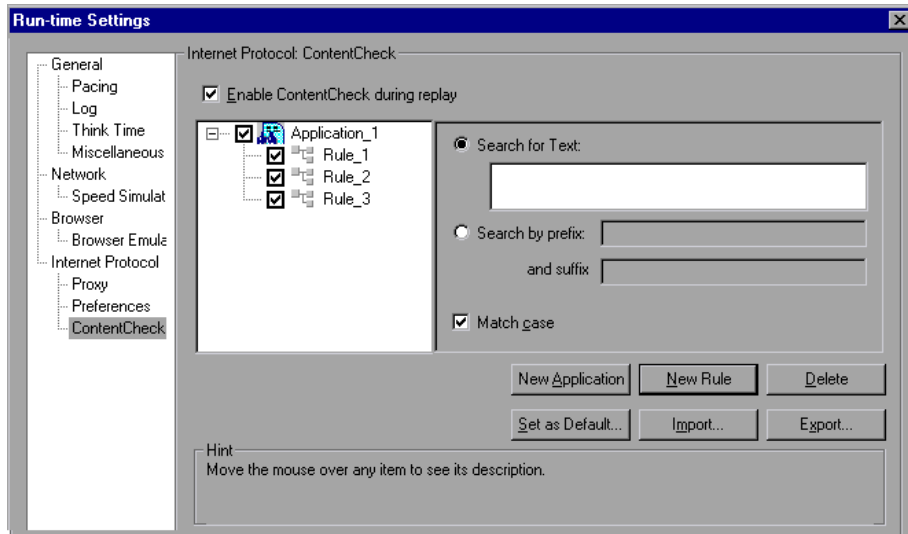 Run-time Settings
General
Pacing
Log
Think Time
Miscellaneous
Network
Speed Simulat
Browser
Browser Emula
Internet Protocol
Proxy
Preferences
ContentCheck
Internet Protocol: ContentCheck
Enable ContentCheck during replay
Application_1
Rule_1
Rule_2
Rule_3
Search for Text:
Search by prefix:
and suffix
Match case
New Application
New Rule
Delete
Set as Default...
Import...
Export...
Hint
Move the mouse over any item to see its description.